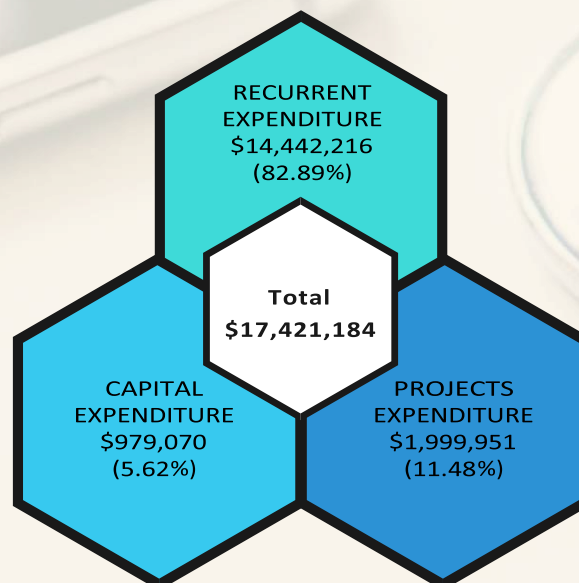 RECURRENT
EXPENDITURE
$14,442,216
(82.89%)
Total
$17,421,184
CAPITAL
EXPENDITURE
$979,070
(5.62%)
PROJECTS
EXPENDITURE
$1,999,951
(11.48%)